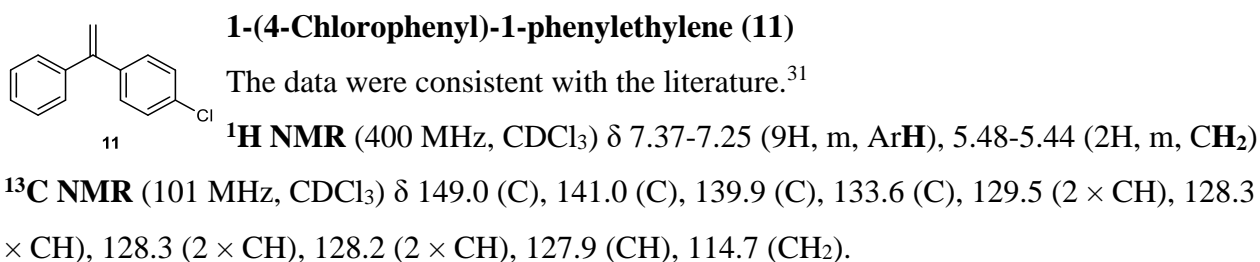 1-(4-Chlorophenyl)-1-phenylethylene (11)
The data were consistent with the literature.31
1H NMR (400 MHz, CDCl3) δ 7.37-7.25 (9H, m, ArH), 5.48-5.44 (2H, m, CH2)
Cl
11
13C NMR (101 MHz, CDCl3) δ 149.0 (C), 141.0 (C), 139.9 (C), 133.6 (C), 129.5 (2 × CH), 128.3
× CH), 128.3 (2 × CH), 128.2 (2 × CH), 127.9 (CH), 114.7 (CH2).